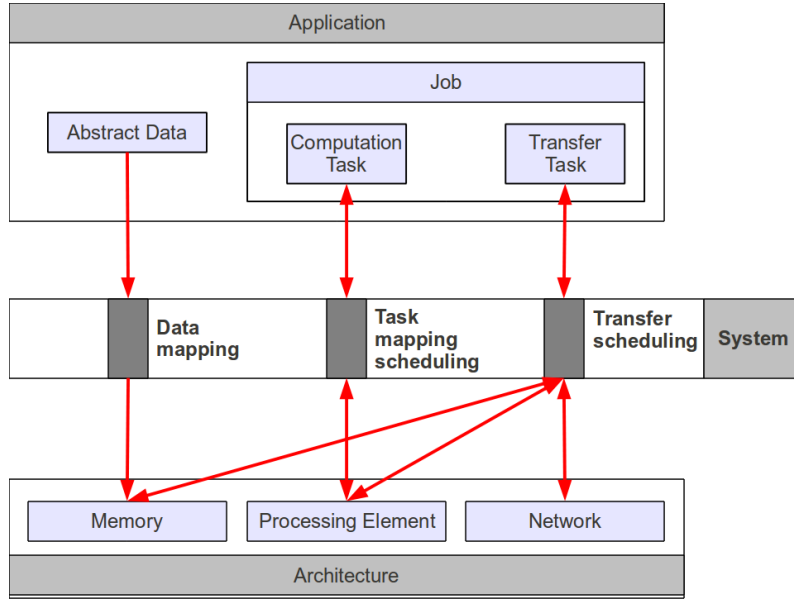 Application
Job
Abstract Data
Computation
Task
Transfer
Task
Data
mapping
Task
mapping
scheduling
Transfer
scheduling
System
Memory
Processing Element
Network
Architecture